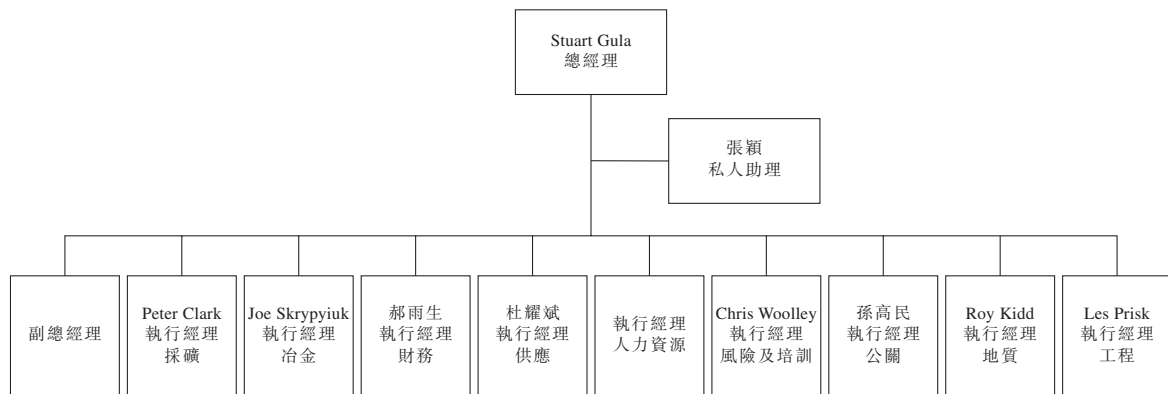 Stuart Gula
總經理
張穎
私人助理
副總經理
Peter Clark
執行經理
採礦
Joe Skrypyiuk
執行經理
冶金
郝雨生
執行經理
財務
杜耀斌
執行經理
供應
執行經理
人力資源
Chris Woolley
執行經理
風險及培訓
孫高民
執行經理
公關
Roy Kidd
執行經理
地質
Les Prisk
執行經理
工程